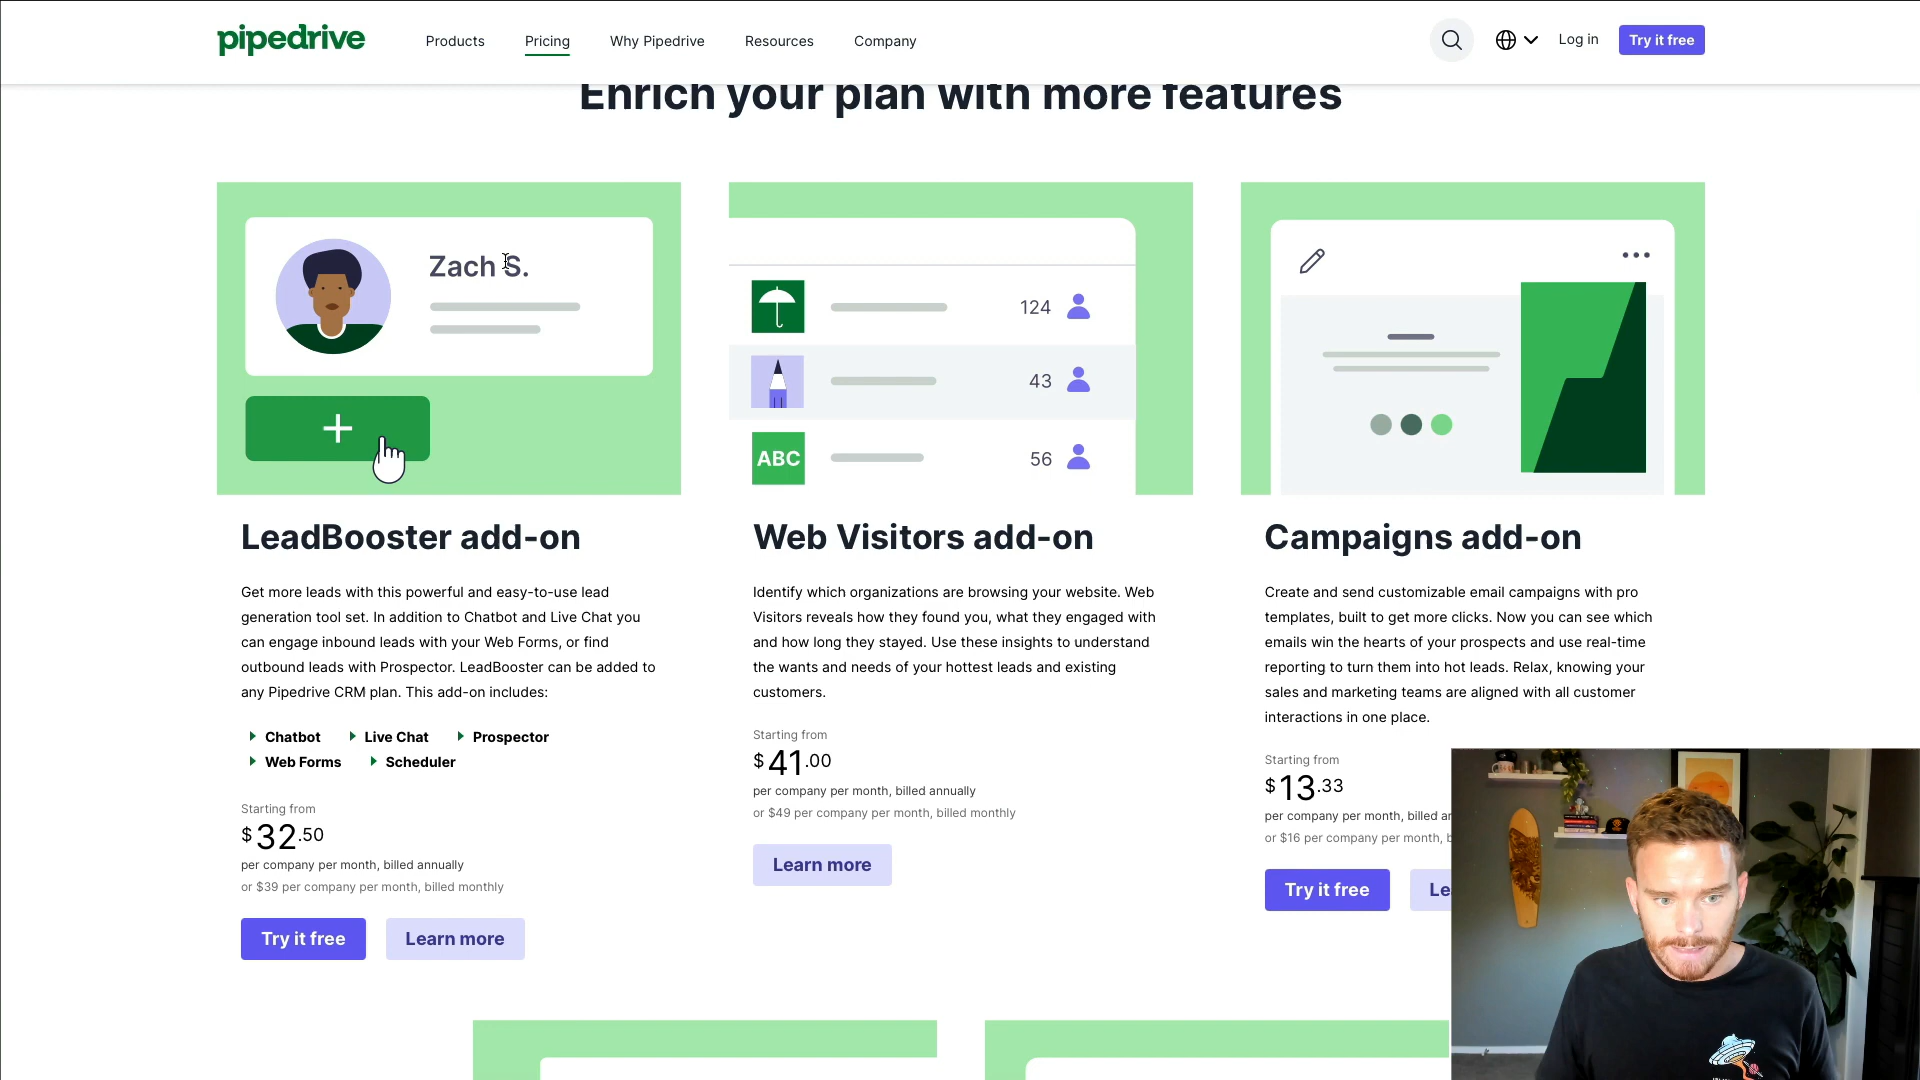 pipedrive
Products
Pricing
Why Pipedrive
Resources
Company
Log in
Try it free
Enrich your plan with more features
Zach S.
124
43
ABC
56
LeadBooster add-on
Get more leads with this powerful and easy-to-use lead
generation tool set. In addition to Chatbot and Live Chat you
can engage inbound leads with your Web Forms, or find
outbound leads with Prospector. LeadBooster can be added to
any Pipedrive CRM plan. This add-on includes:
Chatbot
Live Chat
Prospector
Web Forms
Scheduler
Starting from
$32.50
per company per month, billed annually
or $39 per company per month, billed monthly
Try it free
Learn more
Web Visitors add-on
Identify which organizations are browsing your website. Web
Visitors reveals how they found you, what they engaged with
and how long they stayed. Use these insights to understand
the wants and needs of your hottest leads and existing
customers.
Starting from
$41.00
per company per month, billed annually
or $49 per company per month, billed monthly
Learn more
Campaigns add-on
Create and send customizable email campaigns with pro
templates, built to get more clicks. Now you can see which
emails win the hearts of your prospects and use real-time
reporting to turn them into hot leads. Relax, knowing your
sales and marketing teams are aligned with all customer
interactions in one place.
Starting from
$13.33
per company per month, billed
or $16 per company per month,
Try it free